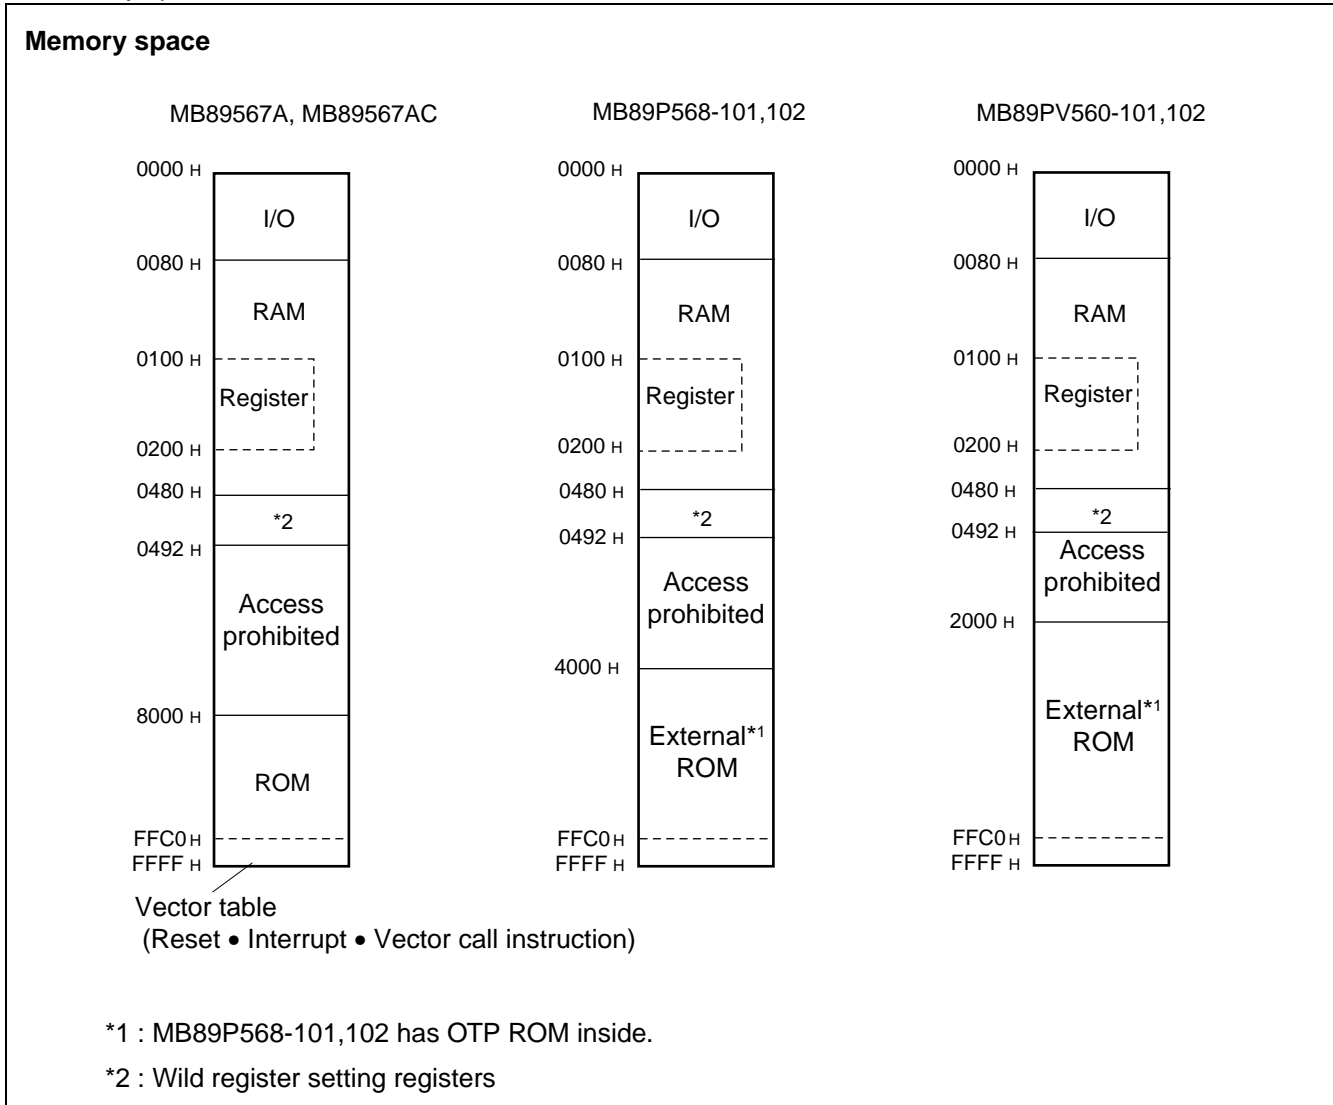 Memory space
MB89567A, MB89567AC
0000 H
I/O
0080 H
RAM
0100 H
Register
0200 H
0480 H
*2
0492 H
Access
prohibited
8000 H
ROM
FFC0 H
FFFF H
Vector table
(Reset • Interrupt • Vector call instruction)
MB89P568-101,102
0000 H
I/O
0080 H
RAM
0100 H
Register
0200 H
0480 H
*2
0492 H
Access
prohibited
4000 H
External*1
ROM
FFC0 H
FFFF H
MB89PV560-101,102
0000 H
I/O
0080 H
RAM
0100 H
Register
0200 H
0480 H
*2
0492 H
Access
prohibited
2000 H
External*1
ROM
FFC0 H
FFFF H
*1 : MB89P568-101,102 has OTP ROM inside.
*2 : Wild register setting registers